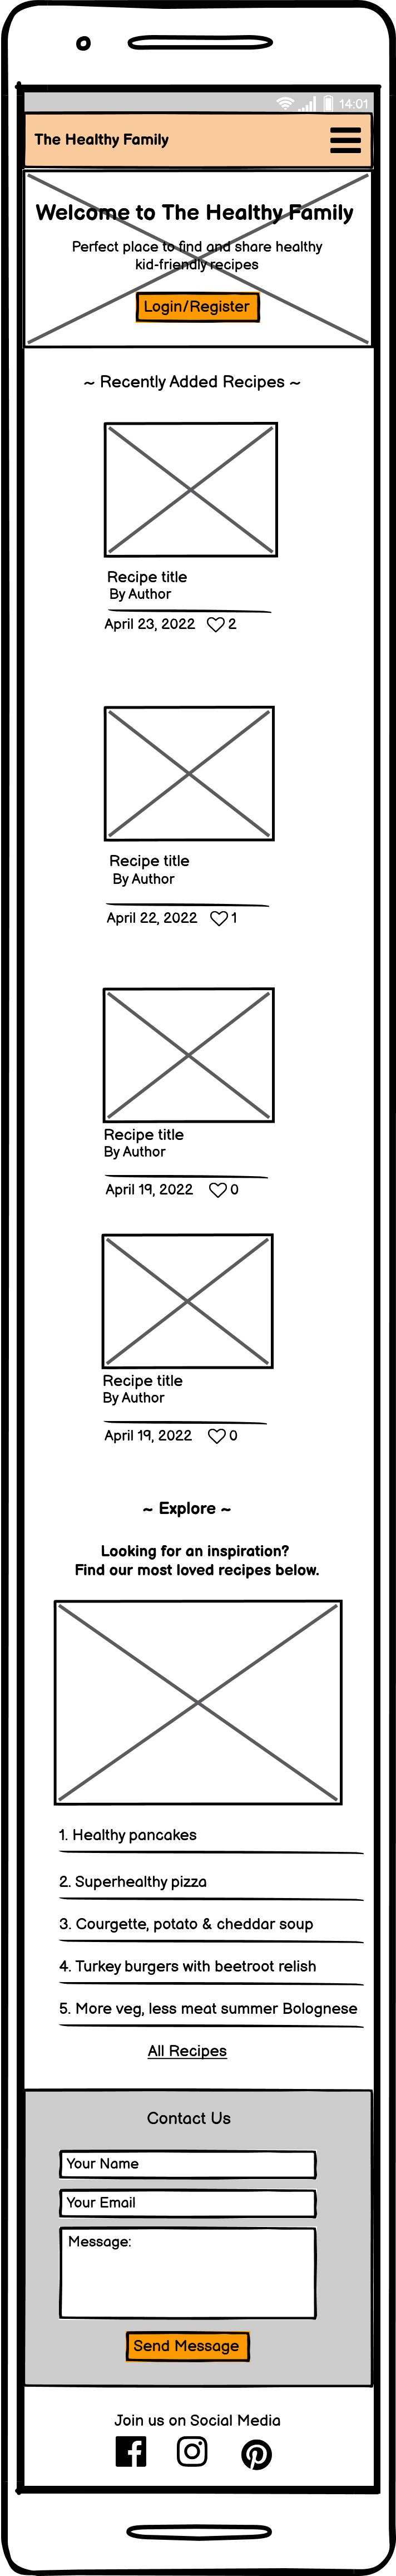 14:01
The Healthy Family
Welcome to The Healthy Family
Perfect place to find and share healthy
kid-friendly recipes
Login/Register
~ Recently Added Recipes ~
Recipe title
By Author
April 23, 2022 2
Recipe title
By Author
April 22, 2022 1
Recipe title
By Author
April 19, 2022 0
Recipe title
By Author
April 19, 2022 0
~ Explore ~
Looking for an inspiration?
Find our most loved recipes below.
1. Healthy pancakes
2. Superhealthy pizza
3. Courgette, potato & cheddar soup
4. Turkey burgers with beetroot relish
5. More veg, less meat summer Bolognese
All Recipes
Contact Us
Your Name
Your Email
Message:
Send Message
Join us on Social Media